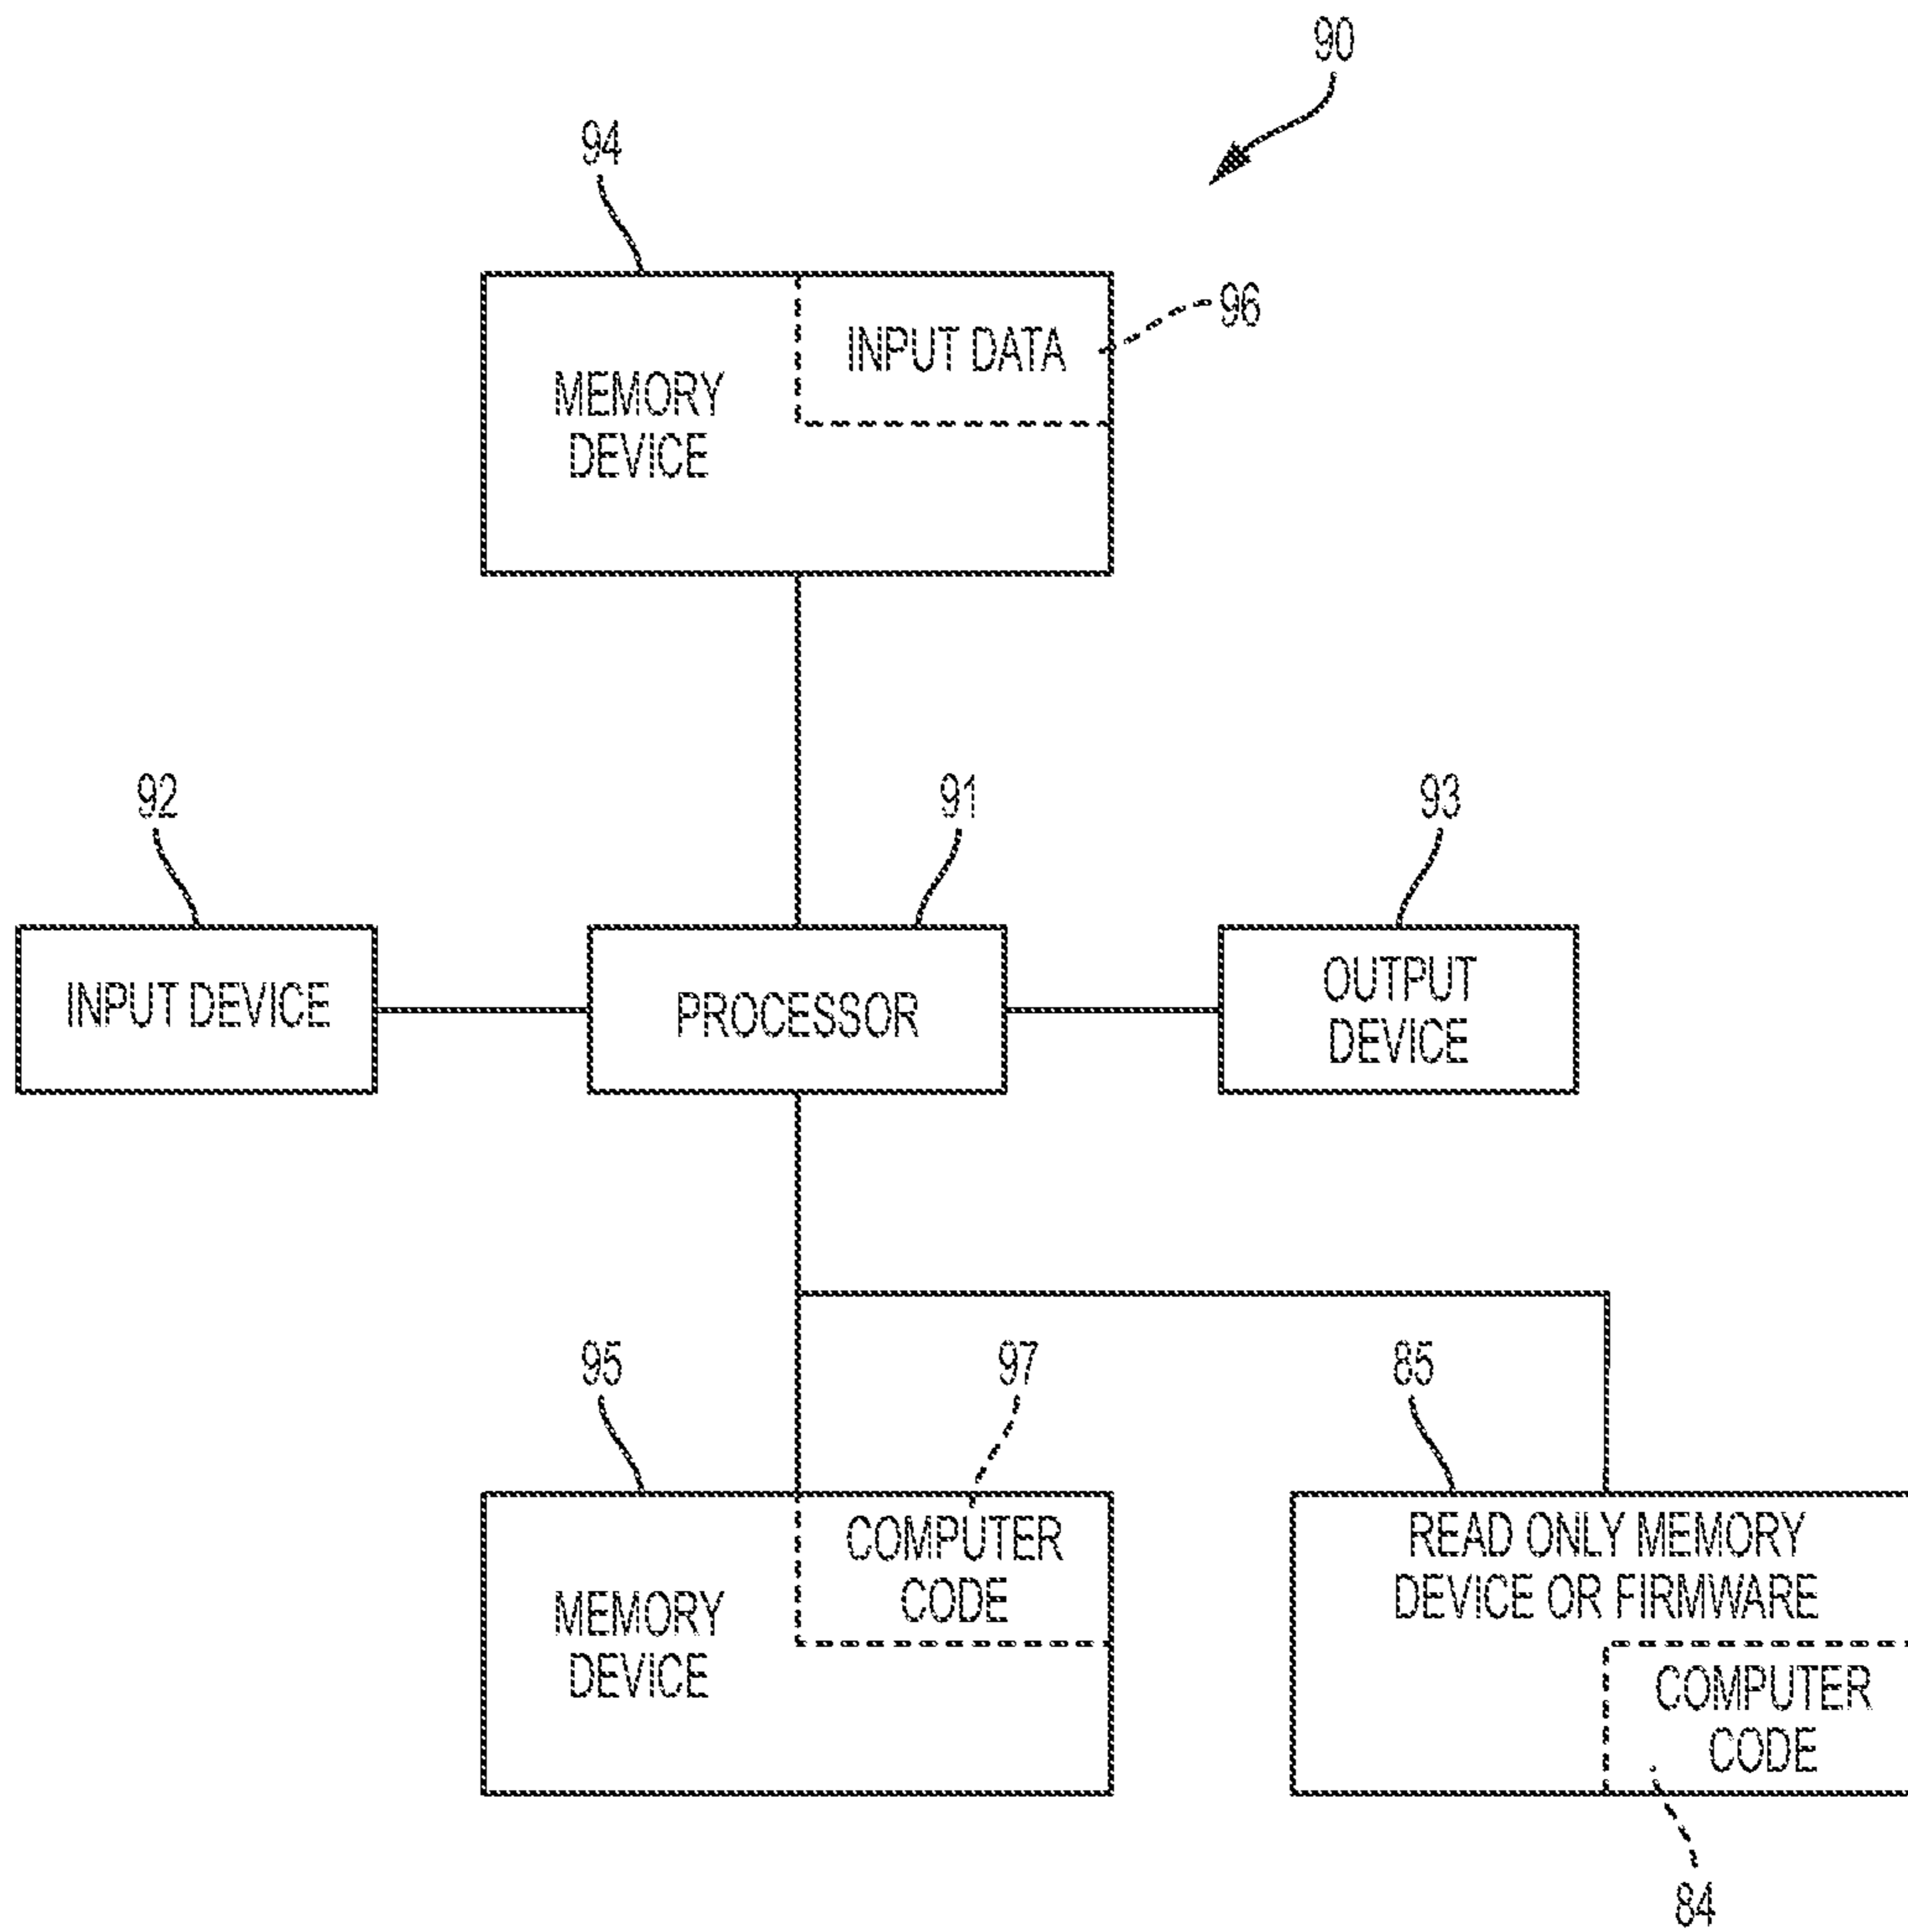 90
94
96
INPUT DATA
MEMORY
DEVICE
92
91
93
INPUT DEVICE
PROCESSOR
OUTPUT
DEVICE
95
97
85
COMPUTER
CODE
MEMORY
DEVICE
READ ONLY MEMORY
DEVICE OR FIRMWARE
COMPUTER
CODE
84